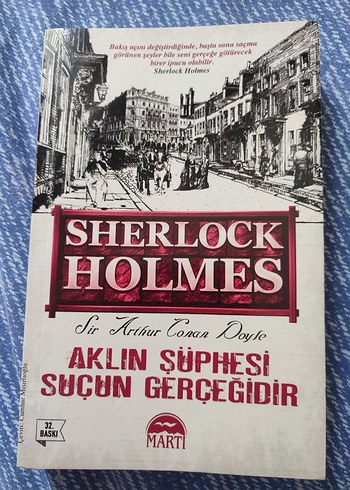 Bakış açını değiştirdiğinde, başta sana saçma
görünen şeyler bile seni gerçeğe götürecek
birer ipucu olabilir.
Sherlock Holmes
SHERLOCK
HOLMES
Sir Arthur Conan Doyle
AKLIN ŞÜPHESİ
SUÇUN GERÇEĞİDİR
32.
BASKI
MARTI